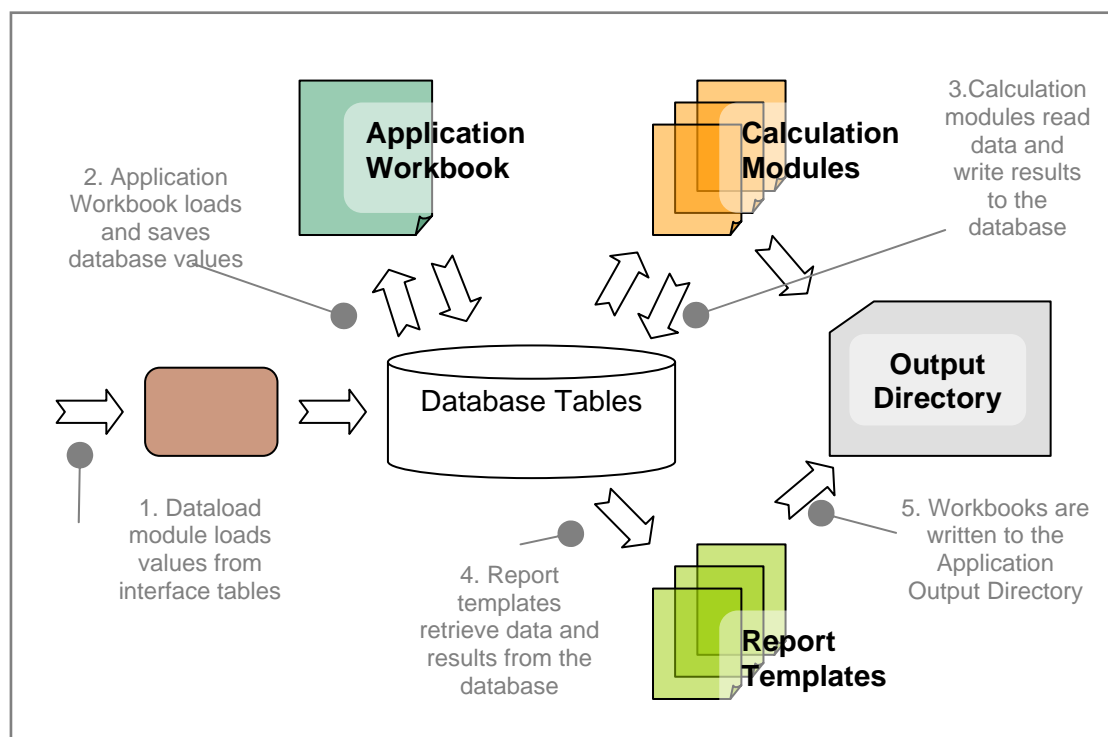 Application
Workbook
Calculation
Modules
3.Calculation
modules read
data and
write results
to the
database
2. Application
Workbook loads
and saves
database values
Database Tables
Output
Directory
1. Dataload
module loads
values from
interface tables
4. Report
templates
retrieve data and
results from the
database
5. Workbooks are
written to the
Application
Output Directory
Report
Templates